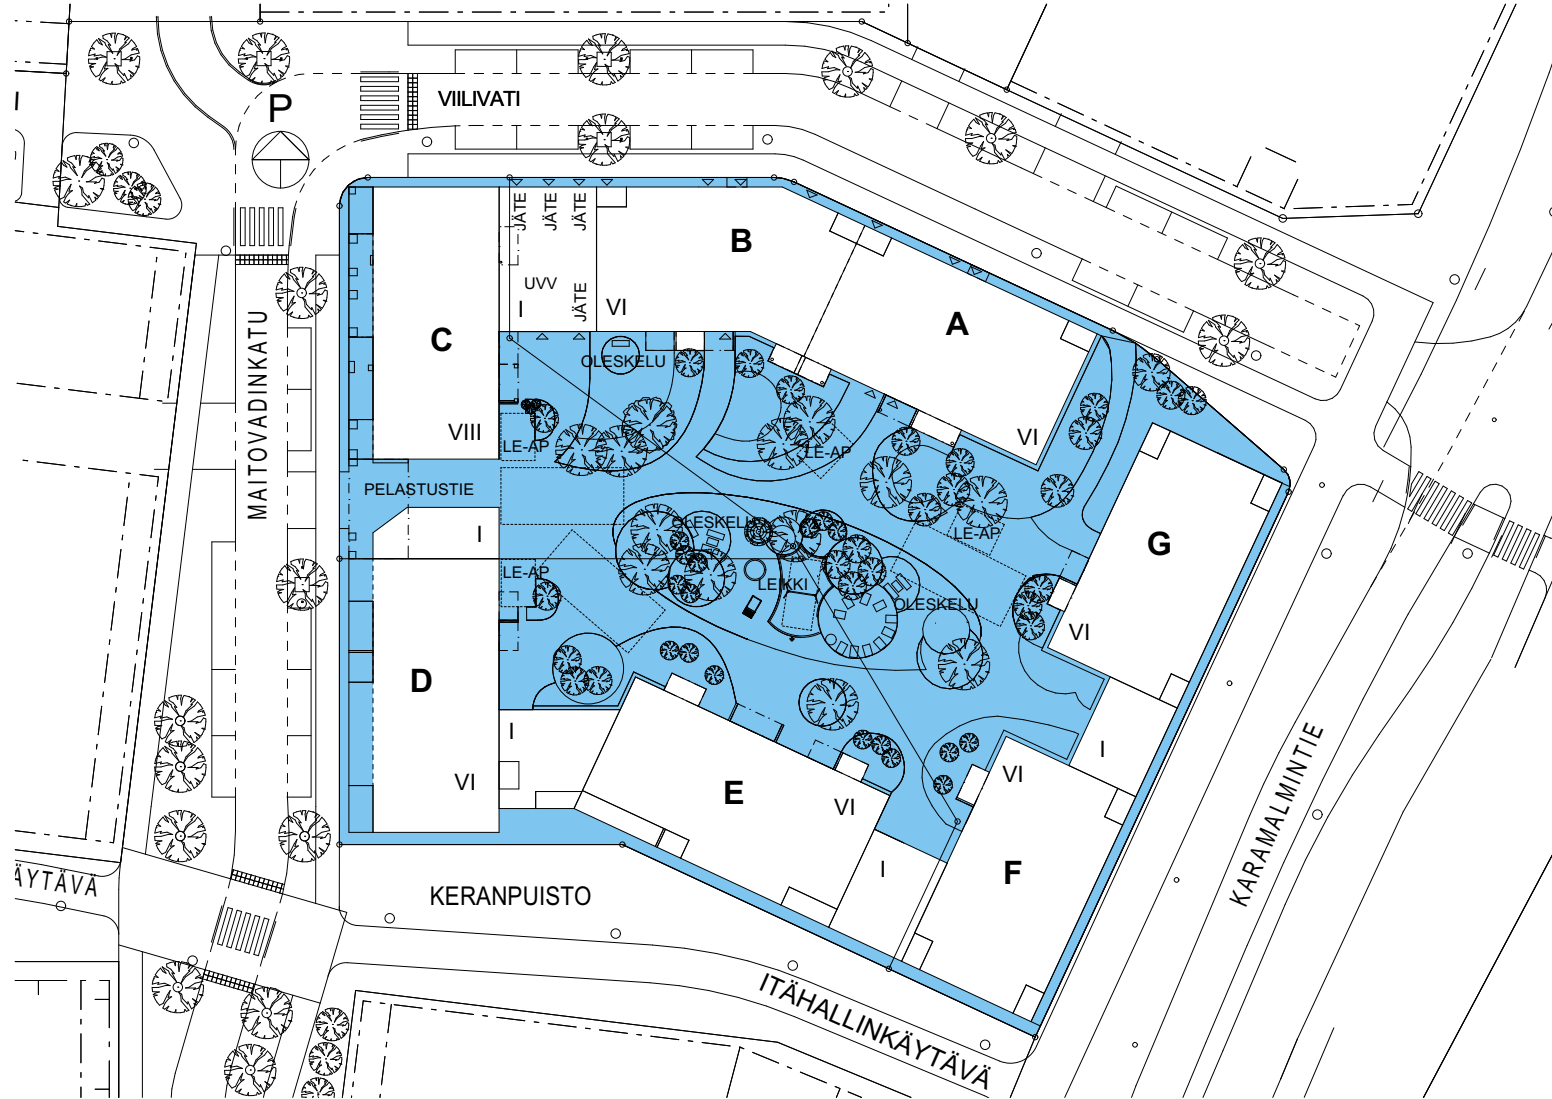 P
VIILIVATI
I
JÄTE
JÄTE
JÄTE
B
UVV
JÄTE
I
VI
A
C
MAITOVADINKATU
OLESKELU
VIII
LE-AP
LE-AP
VI
PELASTUSTIE
OLESKELU
LE-AP
G
I
LE-AP
LEIKKI
OLESKELU
VI
D
I
VI
E
VI
VI
I
I
F
KARAMALMINTIE
ÄYTÄVÄ
KERANPUISTO
ITÄHALLINKÄYTÄVÄ